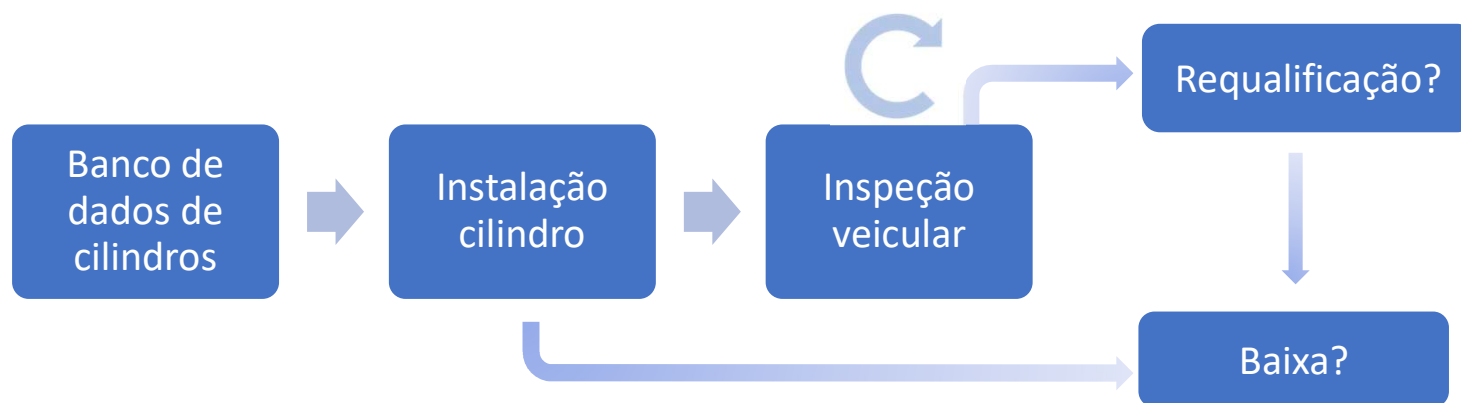 Banco de
dados de
cilindros
Instalação
cilindro
Inspeção
veicular
Requalificação?
Baixa?